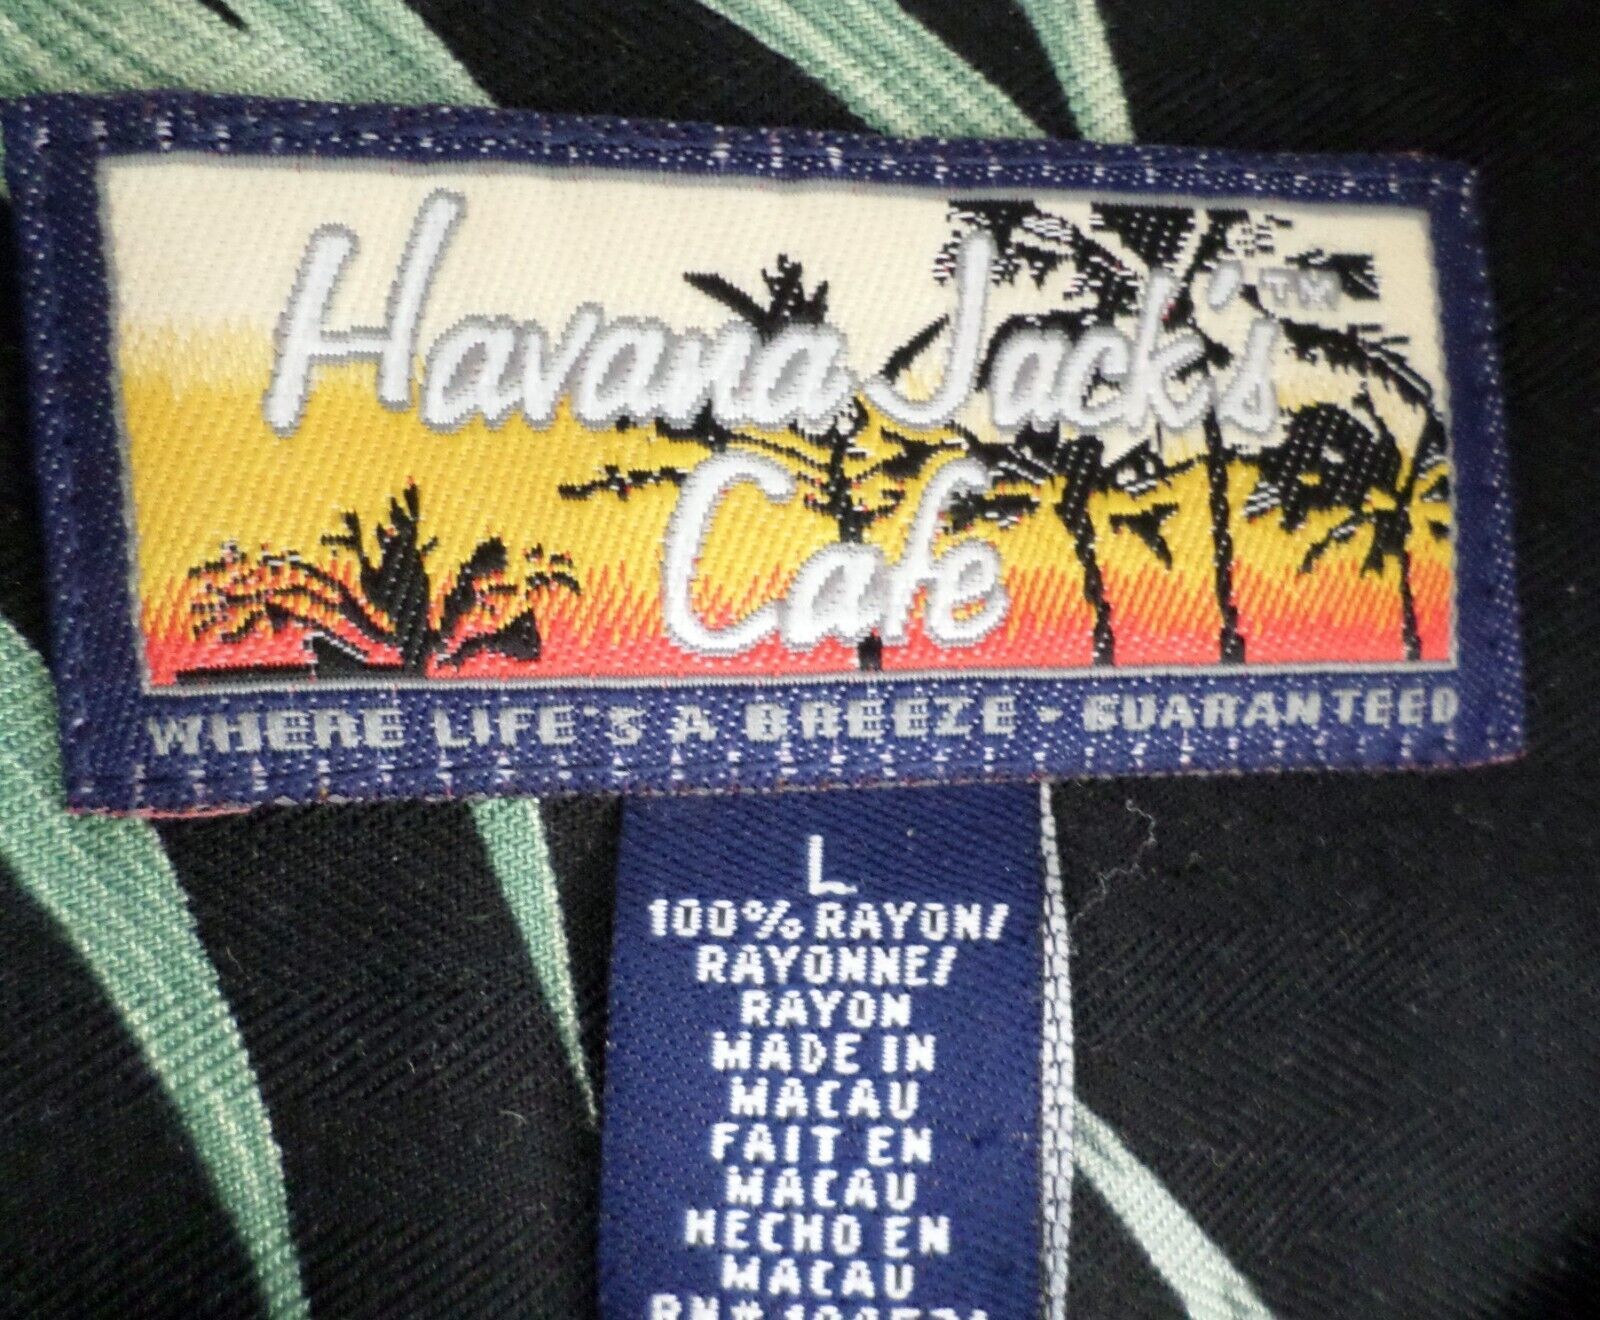 Havana Jack's™
Cafe
WHERE LIFE'S A BREEZE - GUARANTEED
L
100% RAYON/
RAYONNE/
RAYON
MADE IN
MACAU
FAIT EN
MACAU
HECHO EN
MACAU
RN#